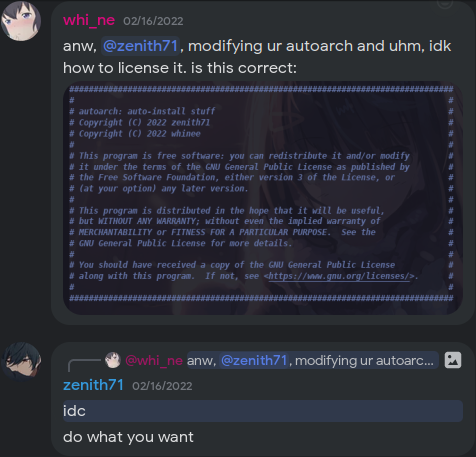 whi_ne 02/16/2022
anw, @zenith71, modifying ur autoarch and uhm, idk
how to license it. is this correct:
###############################################################################
# #
# autoarch: auto-install stuff #
# Copyright (C) 2022 zenith71 #
# Copyright (C) 2022 whinee #
# #
# This program is free software: you can redistribute it and/or modify #
# it under the terms of the GNU General Public License as published by #
# the Free Software Foundation, either version 3 of the License, or #
# (at your option) any later version. #
# #
# This program is distributed in the hope that it will be useful, #
# but WITHOUT ANY WARRANTY; without even the implied warranty of #
# MERCHANTABILITY or FITNESS FOR A PARTICULAR PURPOSE.  See the #
# GNU General Public License for more details. #
# #
# You should have received a copy of the GNU General Public License #
# along with this program.  If not, see <https://www.gnu.org/licenses/>. #
# #
###############################################################################
@whi_ne anw, @zenith71, modifying ur autoarc...
zenith71 02/16/2022
idc
do what you want